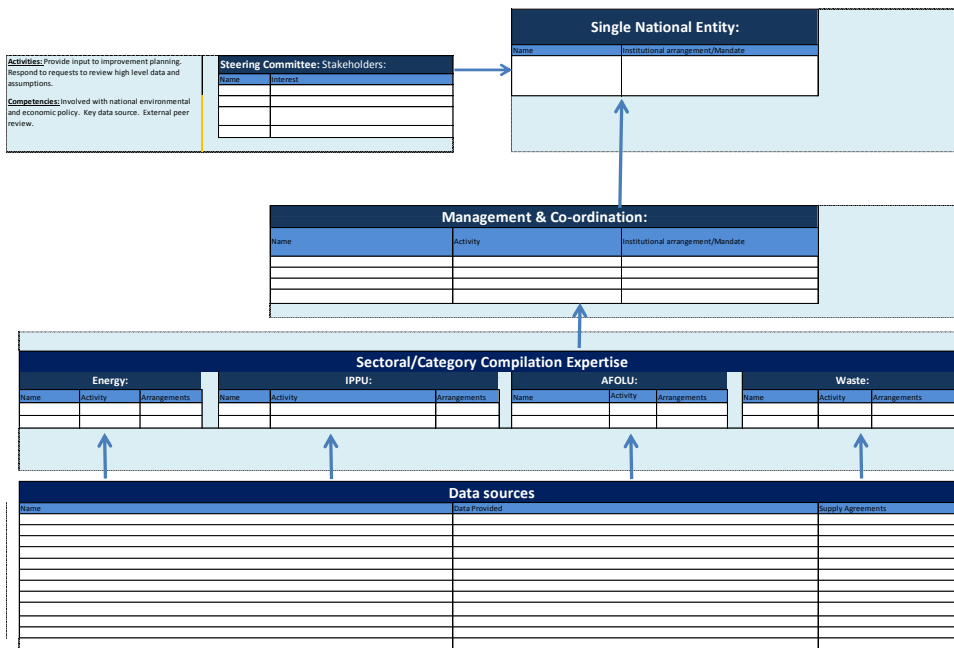 Single National Entity:
Name Institutional arrangement/Mandate
Activities: Provide input to improvement planning.
Respond to requests to review high level data and
assumptions.
Competencies: Involved with national environmental
and economic policy. Key data source. External peer
review.
Steering Committee: Stakeholders:
Name Interest
Management & Co-ordination:
Name Activity Institutional arrangement/Mandate
Sectoral/Category Compilation Expertise
Energy: IPPU: AFOLU: Waste:
Name Activity Arrangements Name Activity Arrangements Name Activity Arrangements Name Activity Arrangements
Data sources
Name Data Provided Supply Agreements